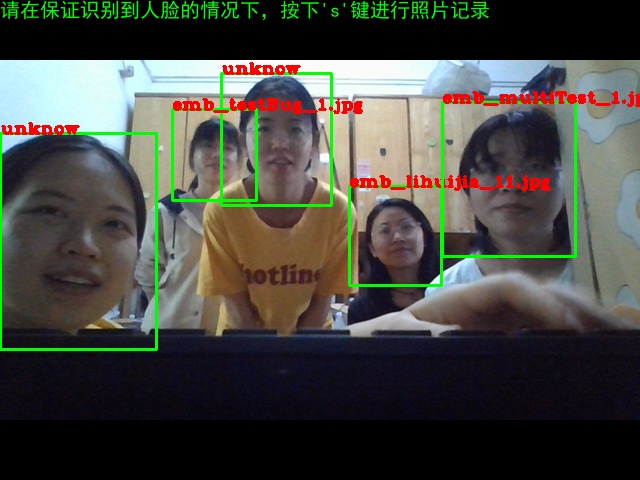 请在保证识别到人脸的情况下，按下's'键进行照片记录
unknow
emb_testBug_1.jpg
emb_multiTest_1.jp
unknow
emb_lihuijia_11.jpg
hotline